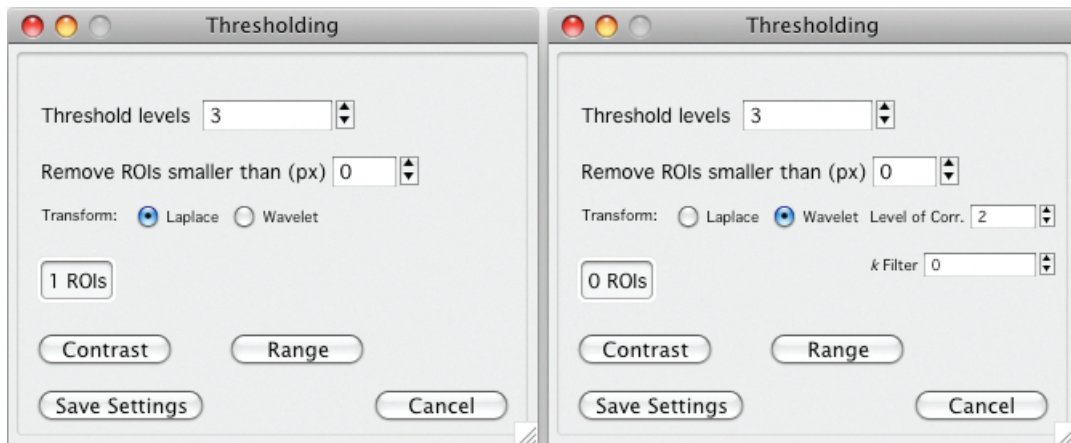 Thresholding
Threshold levels 3
Remove ROIs smaller than (px) 0
Transform: Laplace Wavelet
1 ROIs
Contrast Range
Save Settings Cancel
Thresholding
Threshold levels 3
Remove ROIs smaller than (px) 0
Transform: Laplace Wavelet Level of Corr. 2
k Filter 0
0 ROIs
Contrast Range
Save Settings Cancel